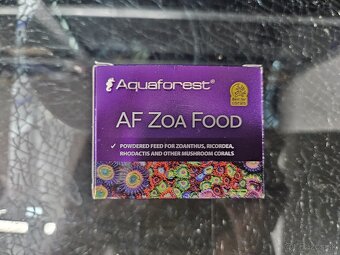 Aquaforest®
AF Zoa Food
✓ POWDERED FEED FOR ZOANTHUS, RICORDEA,
RHODACTIS AND OTHER MUSHROOM CORALS